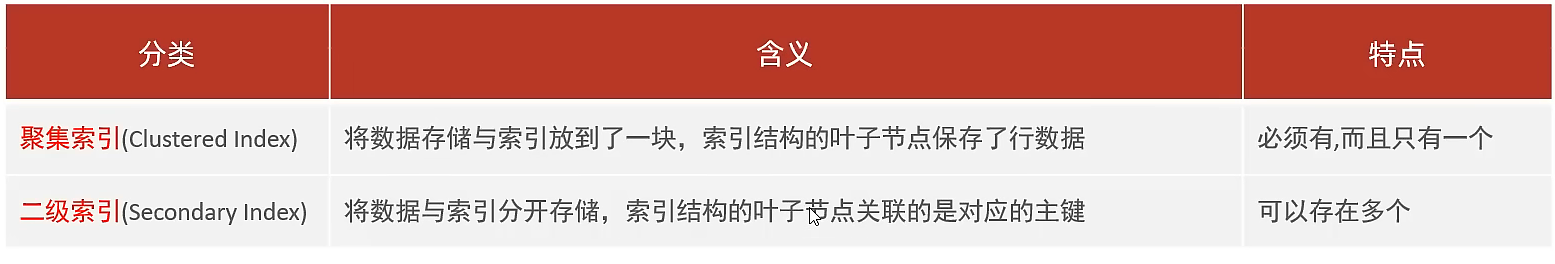 分类 含义 特点
聚集索引(Clustered Index) 将数据存储与索引放到了一块，索引结构的叶子节点保存了行数据 必须有,而且只有一个
二级索引(Secondary Index) 将数据与索引分开存储，索引结构的叶子节点关联的是对应的主键 可以存在多个